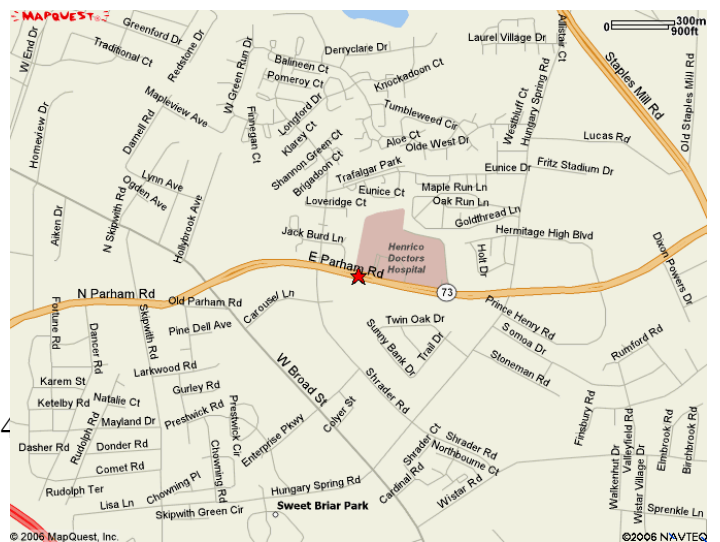 MAPQUEST
300m
0
900ft
Greenford Dr
Traditional Ct
W End Dr
Redstone Dr
W Green Run Dr
Derryclare Dr
Balineen Ct
Pomeroy Ct
Knockadoon Ct
Laurel Village Dr
Allistair Ct
Staples Mill Rd
Old Staples Mill Rd
Homeview Dr
Mapleview Ave
Darnell Rd
Finnegan Ct
Longford Dr
Klarey Ct
Shannon Green Ct
Brigadoon Ct
Tumbleweed Cir
Aloe Ct
Olde West Dr
Westbluff Ct
Hungary Spring Rd
Lucas Rd
Trafalgar Park
Eunice Dr
Fritz Stadium Dr
Lynn Ave
Ogden Ave
Eunice Ct
Maple Run Ln
Oak Run Ln
Loveridge Ct
Goldthread Ln
Aiken Dr
N Skipwith Rd
Hollybrook Ave
Jack Burd Ln
Henrico
Doctors
Hospital
Hermitage High Blvd
Holt Dr
Dixon Powers Dr
E Parham Rd
73
N Parham Rd
Old Parham Rd
Carousel Ln
Pine Dell Ave
Fortune Rd
Dancer Rd
Skipwith Rd
Twin Oak Dr
Sunny Bank Dr
Trail Dr
Prince Henry Rd
Somoa Dr
Stoneman Rd
Rumford Rd
Larkwood Rd
W Broad St
Karem St
Gurley Rd
Ketelby Rd
Natalie Ct
Prestwick Rd
Prestwick Cir
Shrader Rd
4
Mayland Dr
Rudolph Rd
Enterprise Pkwy
Colyer St
Finsbury Rd
Dasher Rd
Donder Rd
Shrader Ct
Shrader Rd
Northbourne Ct
Comet Rd
Chowning Rd
Cardinal Rd
Wistar Rd
Walkenhut Dr
Valleyfield Rd
Wistar Village Dr
Elmbrook Rd
Birchbrook Rd
Rudolph Ter
Chowning Pl
Hungary Spring Rd
Lisa Ln
Skipwith Green Cir
Sweet Briar Park
Sprenkle Ln
© 2006 MapQuest, Inc.
©2006 NAVTEQ